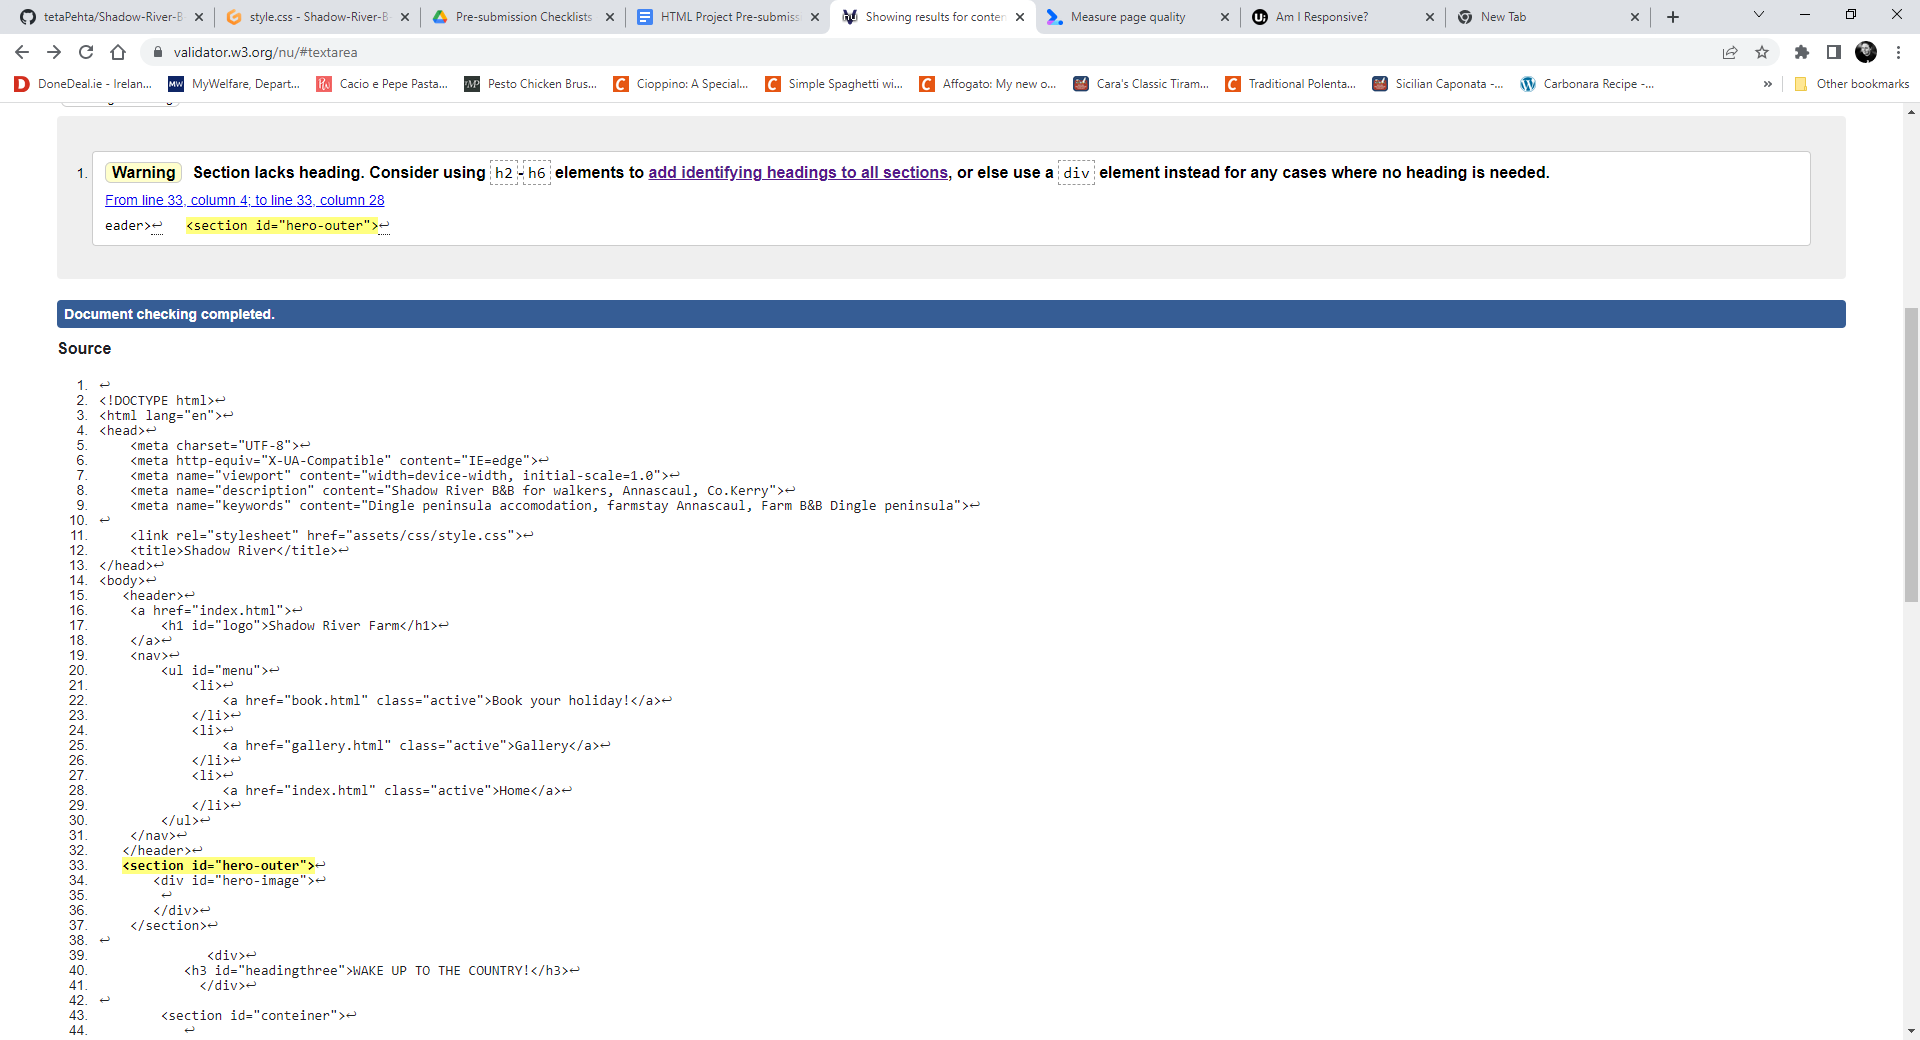 tetaPehta/Shadow-River-B
style.css - Shadow-River-B
Pre-submission Checklists
HTML Project Pre-submiss
Showing results for conten
Measure page quality
Am I Responsive?
New Tab
validator.w3.org/nu/#textarea
DoneDeal.ie - Irelan...
MyWelfare, Depart...
Cacio e Pepe Pasta...
Pesto Chicken Brus...
Cioppino: A Special...
Simple Spaghetti wi...
Affogato: My new o...
Cara's Classic Tiram...
Traditional Polenta...
Sicilian Caponata -...
Carbonara Recipe -...
»
Other bookmarks
1. Warning Section lacks heading. Consider using h2-h6 elements to add identifying headings to all sections, or else use a div element instead for any cases where no heading is needed.
From line 33, column 4; to line 33, column 28
eader>↩ <section id="hero-outer">↩
Document checking completed.
Source
1. ↩
2. <!DOCTYPE html>↩
3. <html lang="en">↩
4. <head>↩
5. <meta charset="UTF-8">↩
6. <meta http-equiv="X-UA-Compatible" content="IE=edge">↩
7. <meta name="viewport" content="width=device-width, initial-scale=1.0">↩
8. <meta name="description" content="Shadow River B&B for walkers, Annascaul, Co.Kerry">↩
9. <meta name="keywords" content="Dingle peninsula accomodation, farmstay Annascaul, Farm B&B Dingle peninsula">↩
10. ↩
11. <link rel="stylesheet" href="assets/css/style.css">↩
12. <title>Shadow River</title>↩
13. </head>↩
14. <body>↩
15. <header>↩
16. <a href="index.html">↩
17. <h1 id="logo">Shadow River Farm</h1>↩
18. </a>↩
19. <nav>↩
20. <ul id="menu">↩
21. <li>↩
22. <a href="book.html" class="active">Book your holiday!</a>↩
23. </li>↩
24. <li>↩
25. <a href="gallery.html" class="active">Gallery</a>↩
26. </li>↩
27. <li>↩
28. <a href="index.html" class="active">Home</a>↩
29. </li>↩
30. </ul>↩
31. </nav>↩
32. </header>↩
33. <section id="hero-outer">↩
34. <div id="hero-image">↩
35. ↩
36. </div>↩
37. </section>↩
38. ↩
39. <div>↩
40. <h3 id="headingthree">WAKE UP TO THE COUNTRY!</h3>↩
41. </div>↩
42. ↩
43. <section id="conteiner">↩
44. ↩